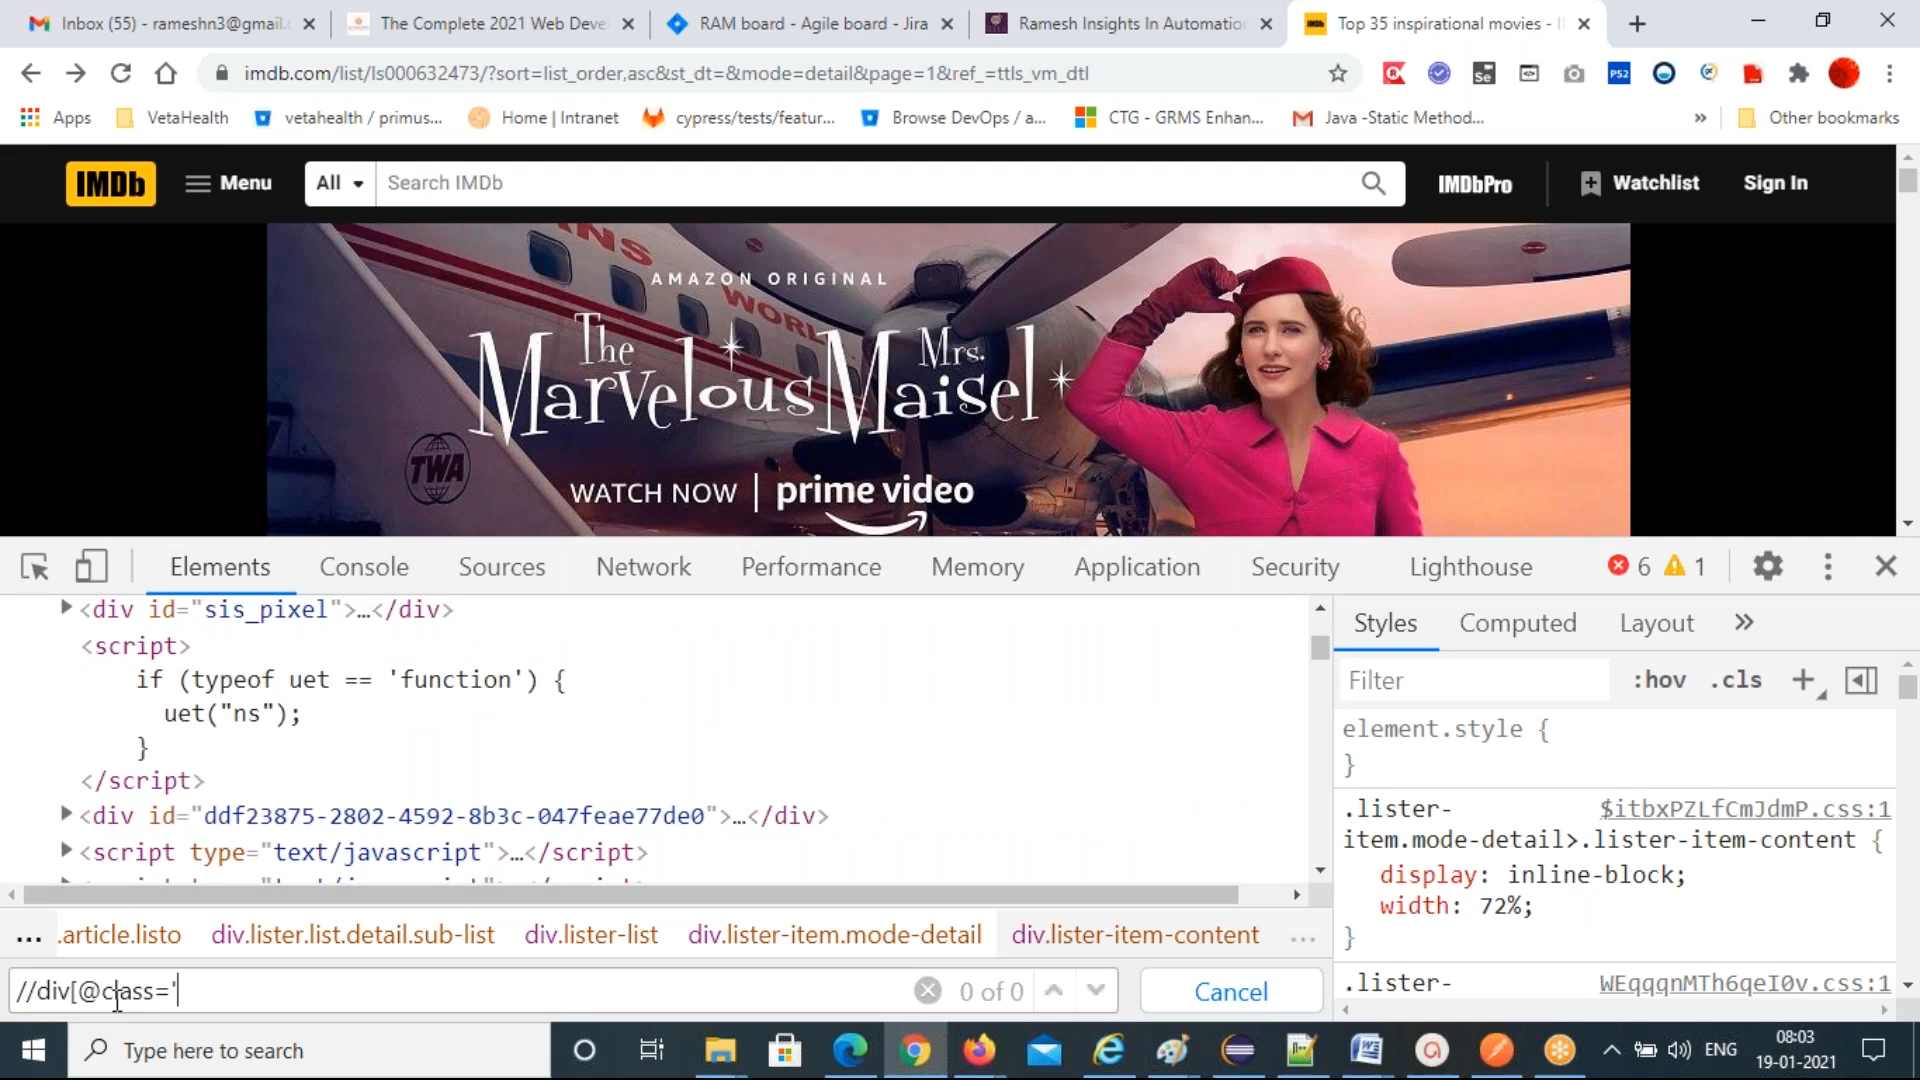 Inbox (55) - rameshn3@gmail.
The Complete 2021 Web Deve
RAM board - Agile board - Jira
Ramesh Insights In Automatio
Top 35 inspirational movies - I
imdb.com/list/ls000632473/?sort=list_order,asc&st_dt=&mode=detail&page=1&ref_=ttls_vm_dtl
Apps
VetaHealth
vetahealth / primus...
Home | Intranet
cypress/tests/featur...
Browse DevOps / a...
CTG - GRMS Enhan...
Java -Static Method...
»
Other bookmarks
IMDb
Menu
All
Search IMDb
IMDbPro
Watchlist
Sign In
AMAZON ORIGINAL
The Marvelous Mrs. Maisel
TWA
WATCH NOW | prime video
Elements
Console
Sources
Network
Performance
Memory
Application
Security
Lighthouse
6
1
<div id="sis_pixel">…</div>
<script>
if (typeof uet == 'function') {
uet("ns");
}
</script>
<div id="ddf23875-2802-4592-8b3c-047feae77de0">…</div>
<script type="text/javascript">…</script>
... .article.listo div.lister.list.detail.sub-list div.lister-list div.lister-item.mode-detail div.lister-item-content ...
//div[@class='
0 of 0
Cancel
Styles
Computed
Layout
»
Filter
:hov
.cls
element.style {
}
.lister- $itbxPZLfCmJdmP.css:1
item.mode-detail>.lister-item-content {
display: inline-block;
width: 72%;
}
.lister- WEqqqnMTh6qeI0v.css:1
Type here to search
ENG
08:03
19-01-2021